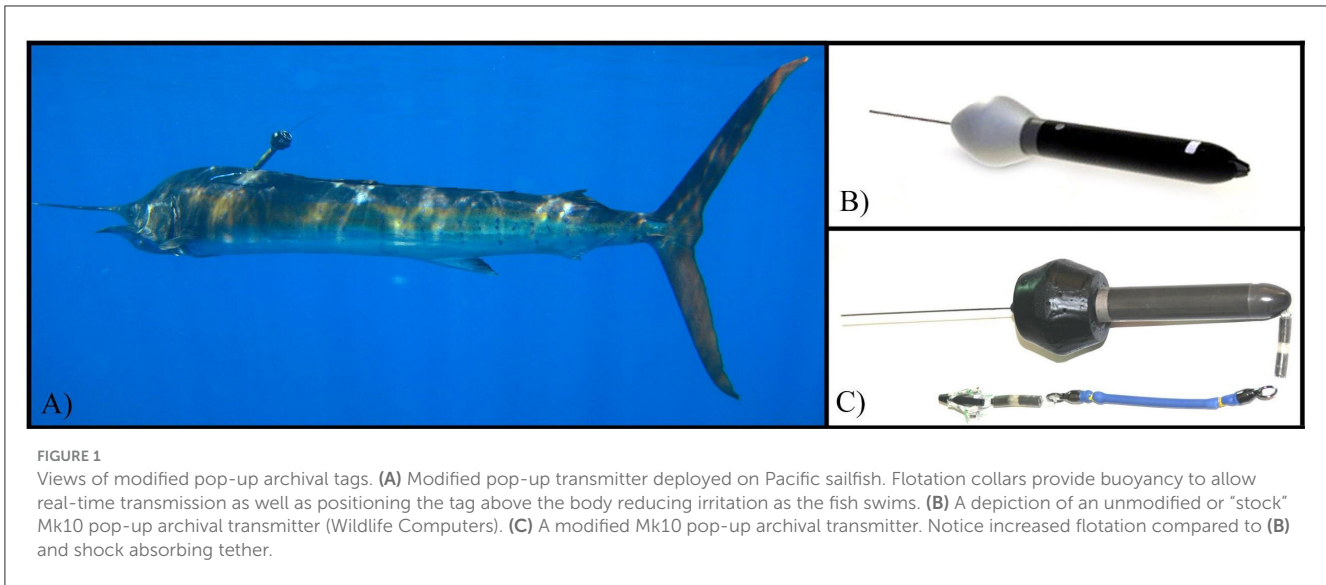 A)
B)
C)
FIGURE 1
Views of modified pop-up archival tags. (A) Modified pop-up transmitter deployed on Pacific sailfish. Flotation collars provide buoyancy to allow
real-time transmission as well as positioning the tag above the body reducing irritation as the fish swims. (B) A depiction of an unmodified or “stock”
Mk10 pop-up archival transmitter (Wildlife Computers). (C) A modified Mk10 pop-up archival transmitter. Notice increased flotation compared to (B)
and shock absorbing tether.